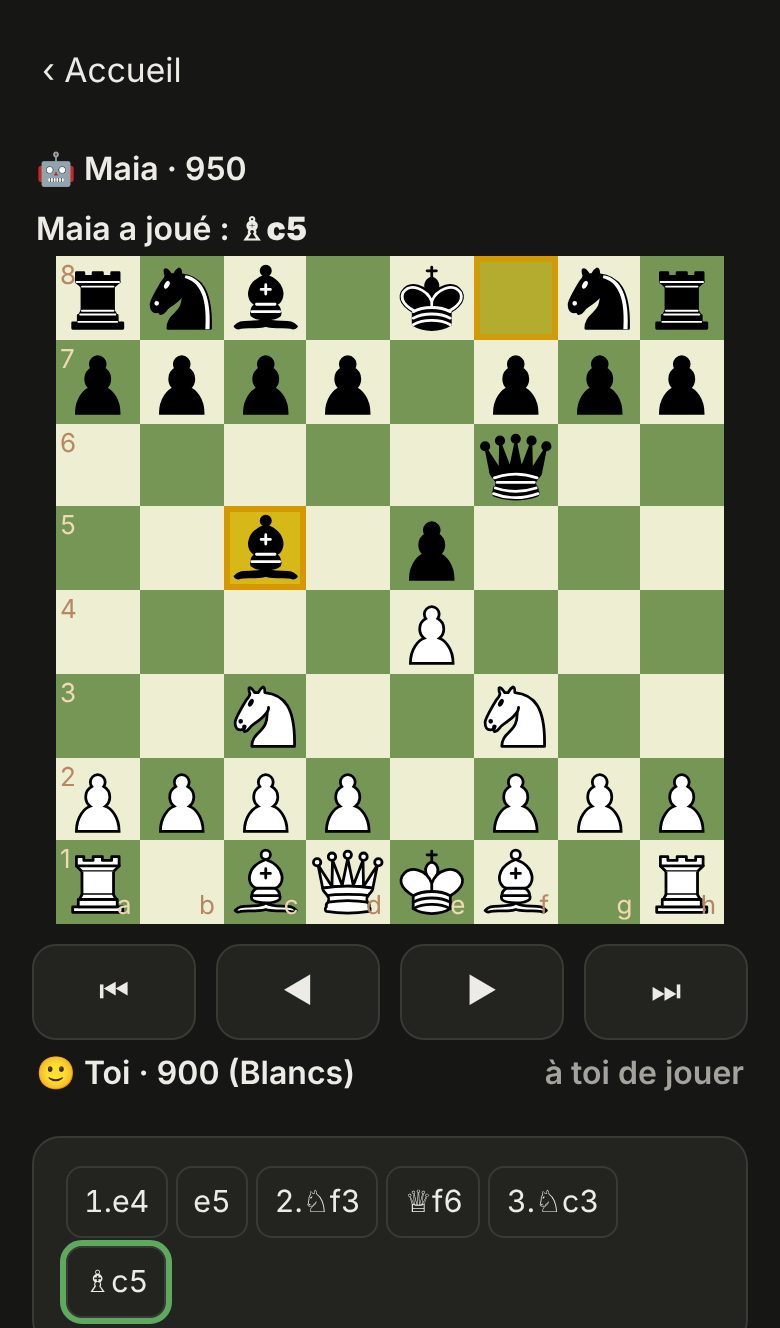 ‹ Accueil
🤖 Maia · 950
Maia a joué : ♗c5
8
7
6
5
4
3
2
1
a b c d e f g h
⏮ ◀ ▶ ⏭
🙂 Toi · 900 (Blancs) à toi de jouer
1.e4 e5 2.♘f3 ♕f6 3.♘c3
♗c5